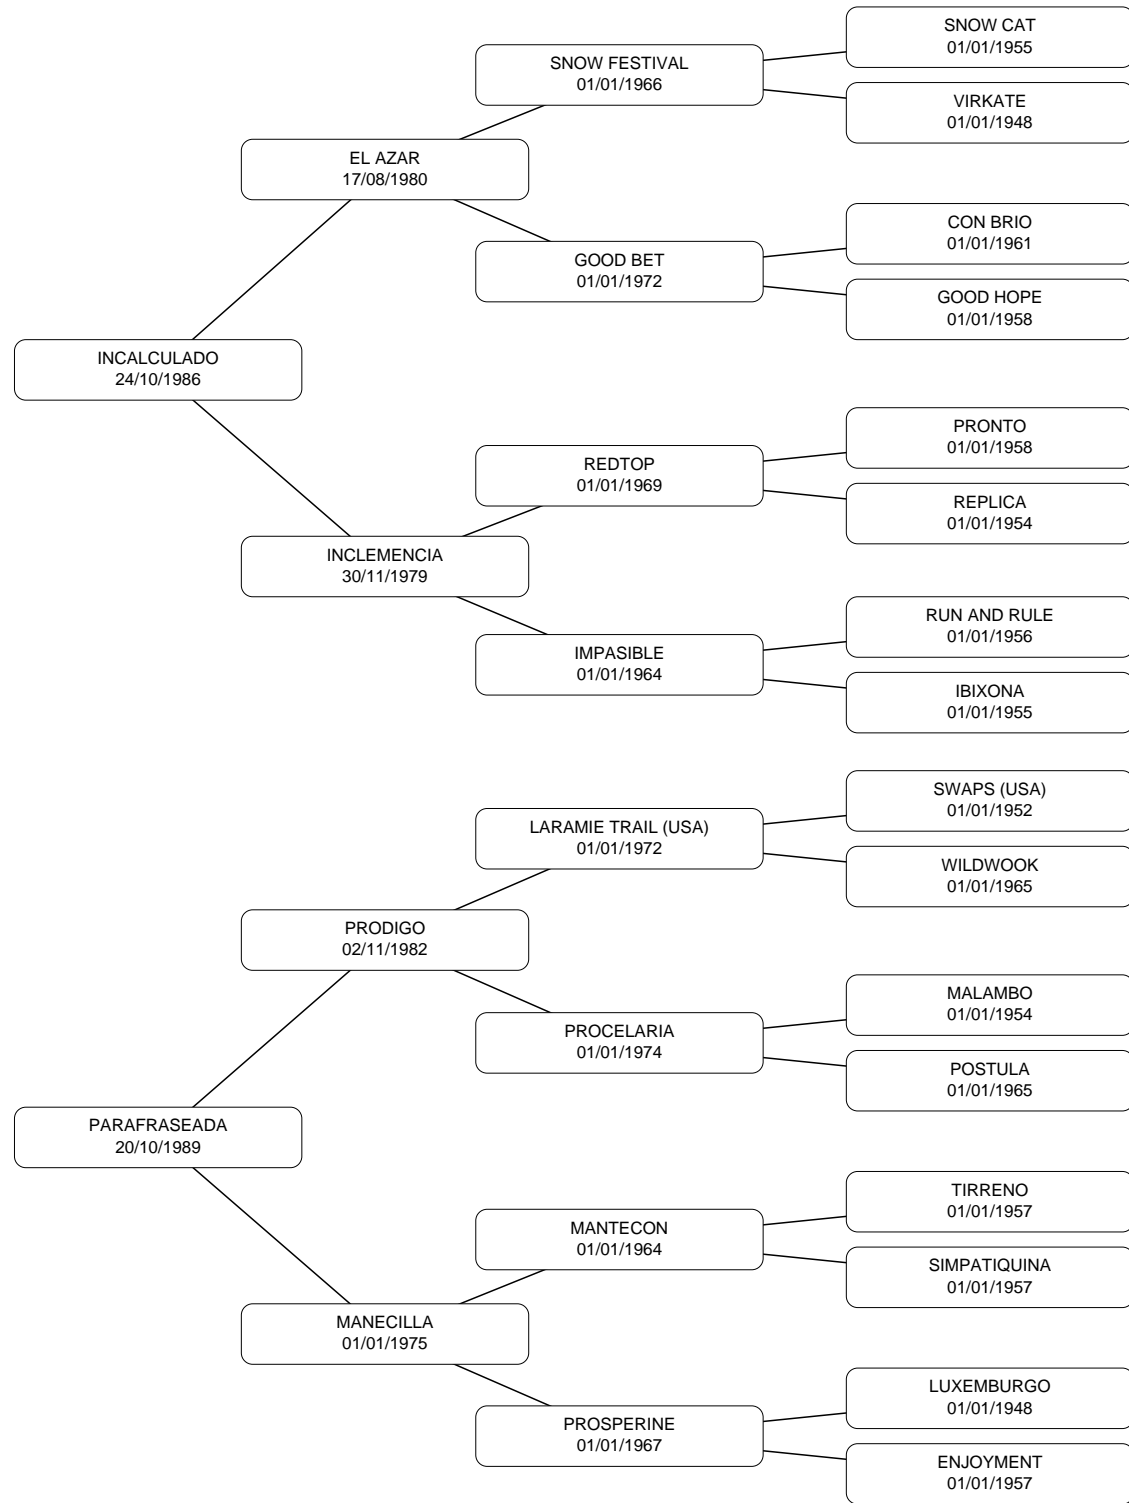 SNOW CAT
01/01/1955
SNOW FESTIVAL
01/01/1966
VIRKATE
01/01/1948
EL AZAR
17/08/1980
CON BRIO
01/01/1961
GOOD BET
01/01/1972
GOOD HOPE
01/01/1958
INCALCULADO
24/10/1986
PRONTO
01/01/1958
REDTOP
01/01/1969
REPLICA
01/01/1954
INCLEMENCIA
30/11/1979
RUN AND RULE
01/01/1956
IMPASIBLE
01/01/1964
IBIXONA
01/01/1955
SWAPS (USA)
01/01/1952
LARAMIE TRAIL (USA)
01/01/1972
WILDWOOK
01/01/1965
PRODIGO
02/11/1982
MALAMBO
01/01/1954
PROCELARIA
01/01/1974
POSTULA
01/01/1965
PARAFRASEADA
20/10/1989
TIRRENO
01/01/1957
MANTECON
01/01/1964
SIMPATIQUINA
01/01/1957
MANECILLA
01/01/1975
LUXEMBURGO
01/01/1948
PROSPERINE
01/01/1967
ENJOYMENT
01/01/1957